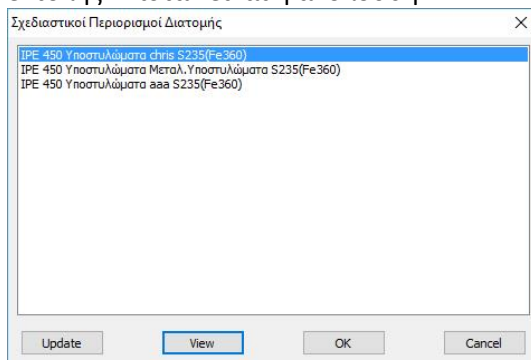 Σχεδιαστικοί Περιορισμοί Διατομής
IPE 450 Υποστυλώματα chris S235(Fe360)
IPE 450 Υποστυλώματα Μεταλ.Υποστυλώματα S235(Fe360)
IPE 450 Υποστυλώματα aaa S235(Fe360)
Update View OK Cancel